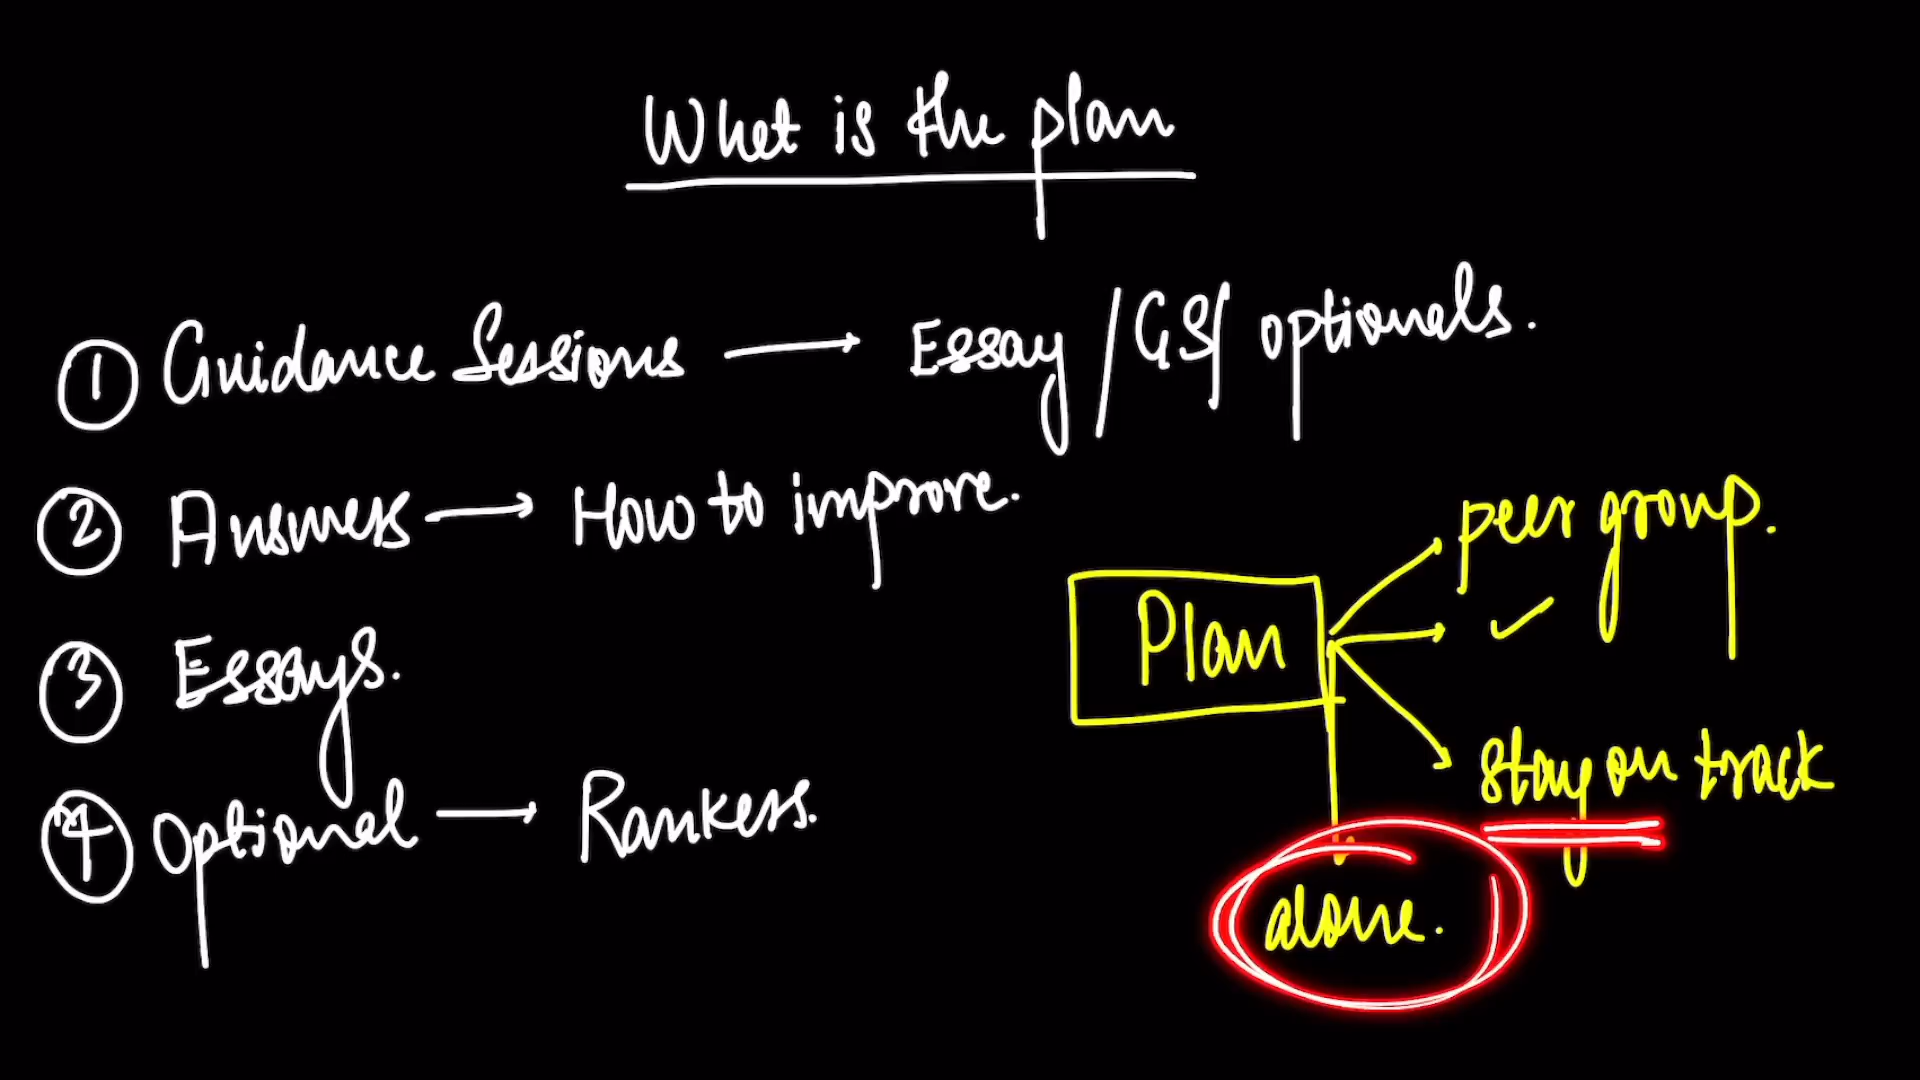 What is the plan
① Guidance Sessions → Essay / GS / optionals.
② Answers → How to improve.
③ Essays.
④ Optional → Rankers.
Plan
peer group.
✓
stay on track
alone.